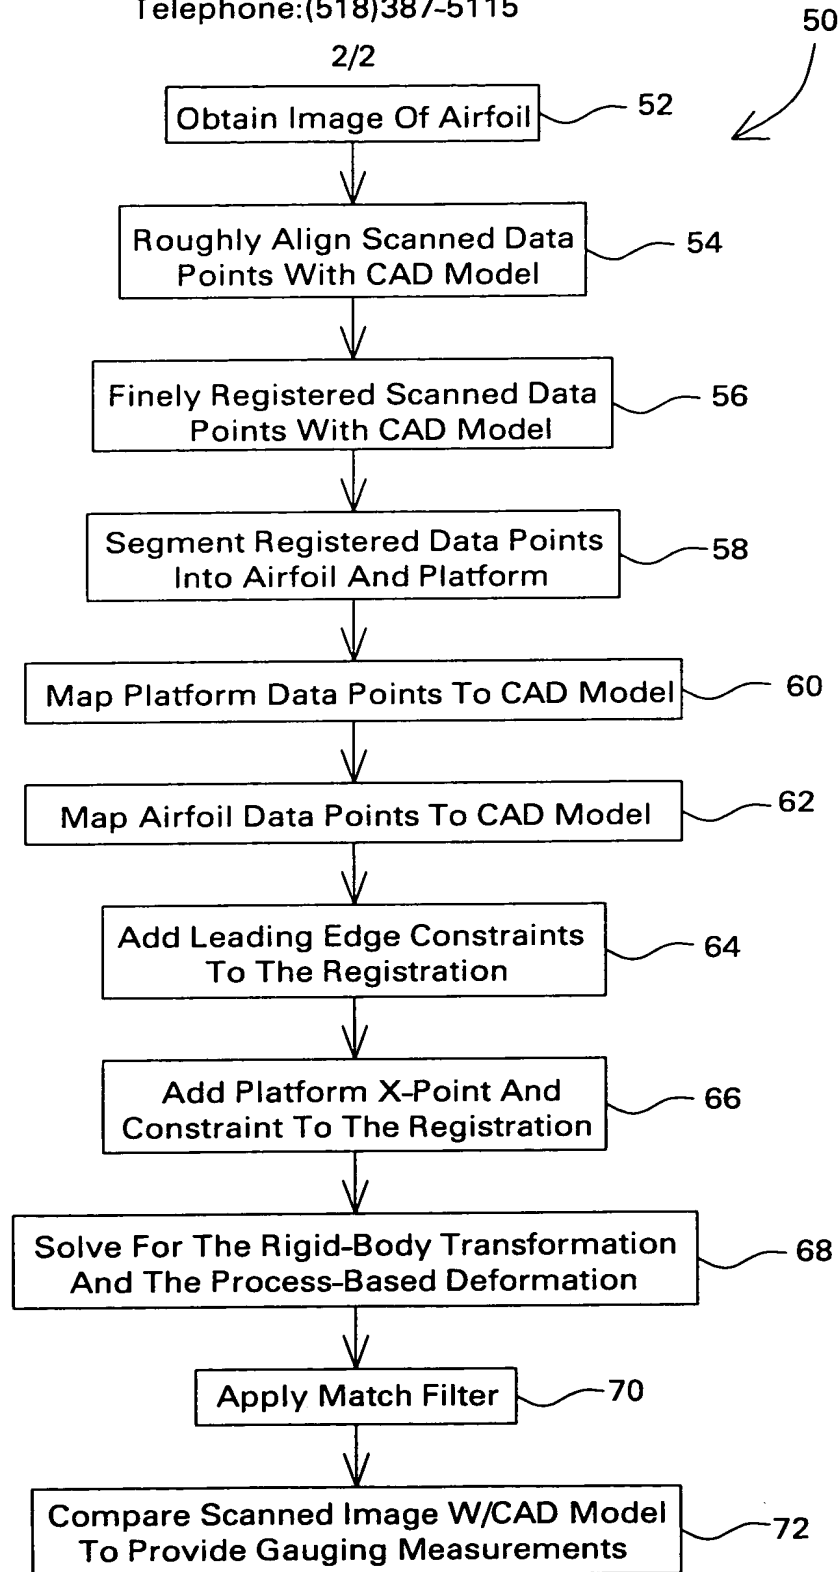 Telephone:(518)387-5115
50
2/2
Obtain Image Of Airfoil
52
Roughly Align Scanned Data
Points With CAD Model
54
Finely Registered Scanned Data
Points With CAD Model
56
Segment Registered Data Points
Into Airfoil And Platform
58
Map Platform Data Points To CAD Model
60
Map Airfoil Data Points To CAD Model
62
Add Leading Edge Constraints
To The Registration
64
Add Platform X-Point And
Constraint To The Registration
66
Solve For The Rigid-Body Transformation
And The Process-Based Deformation
68
Apply Match Filter
70
Compare Scanned Image W/CAD Model
To Provide Gauging Measurements
72